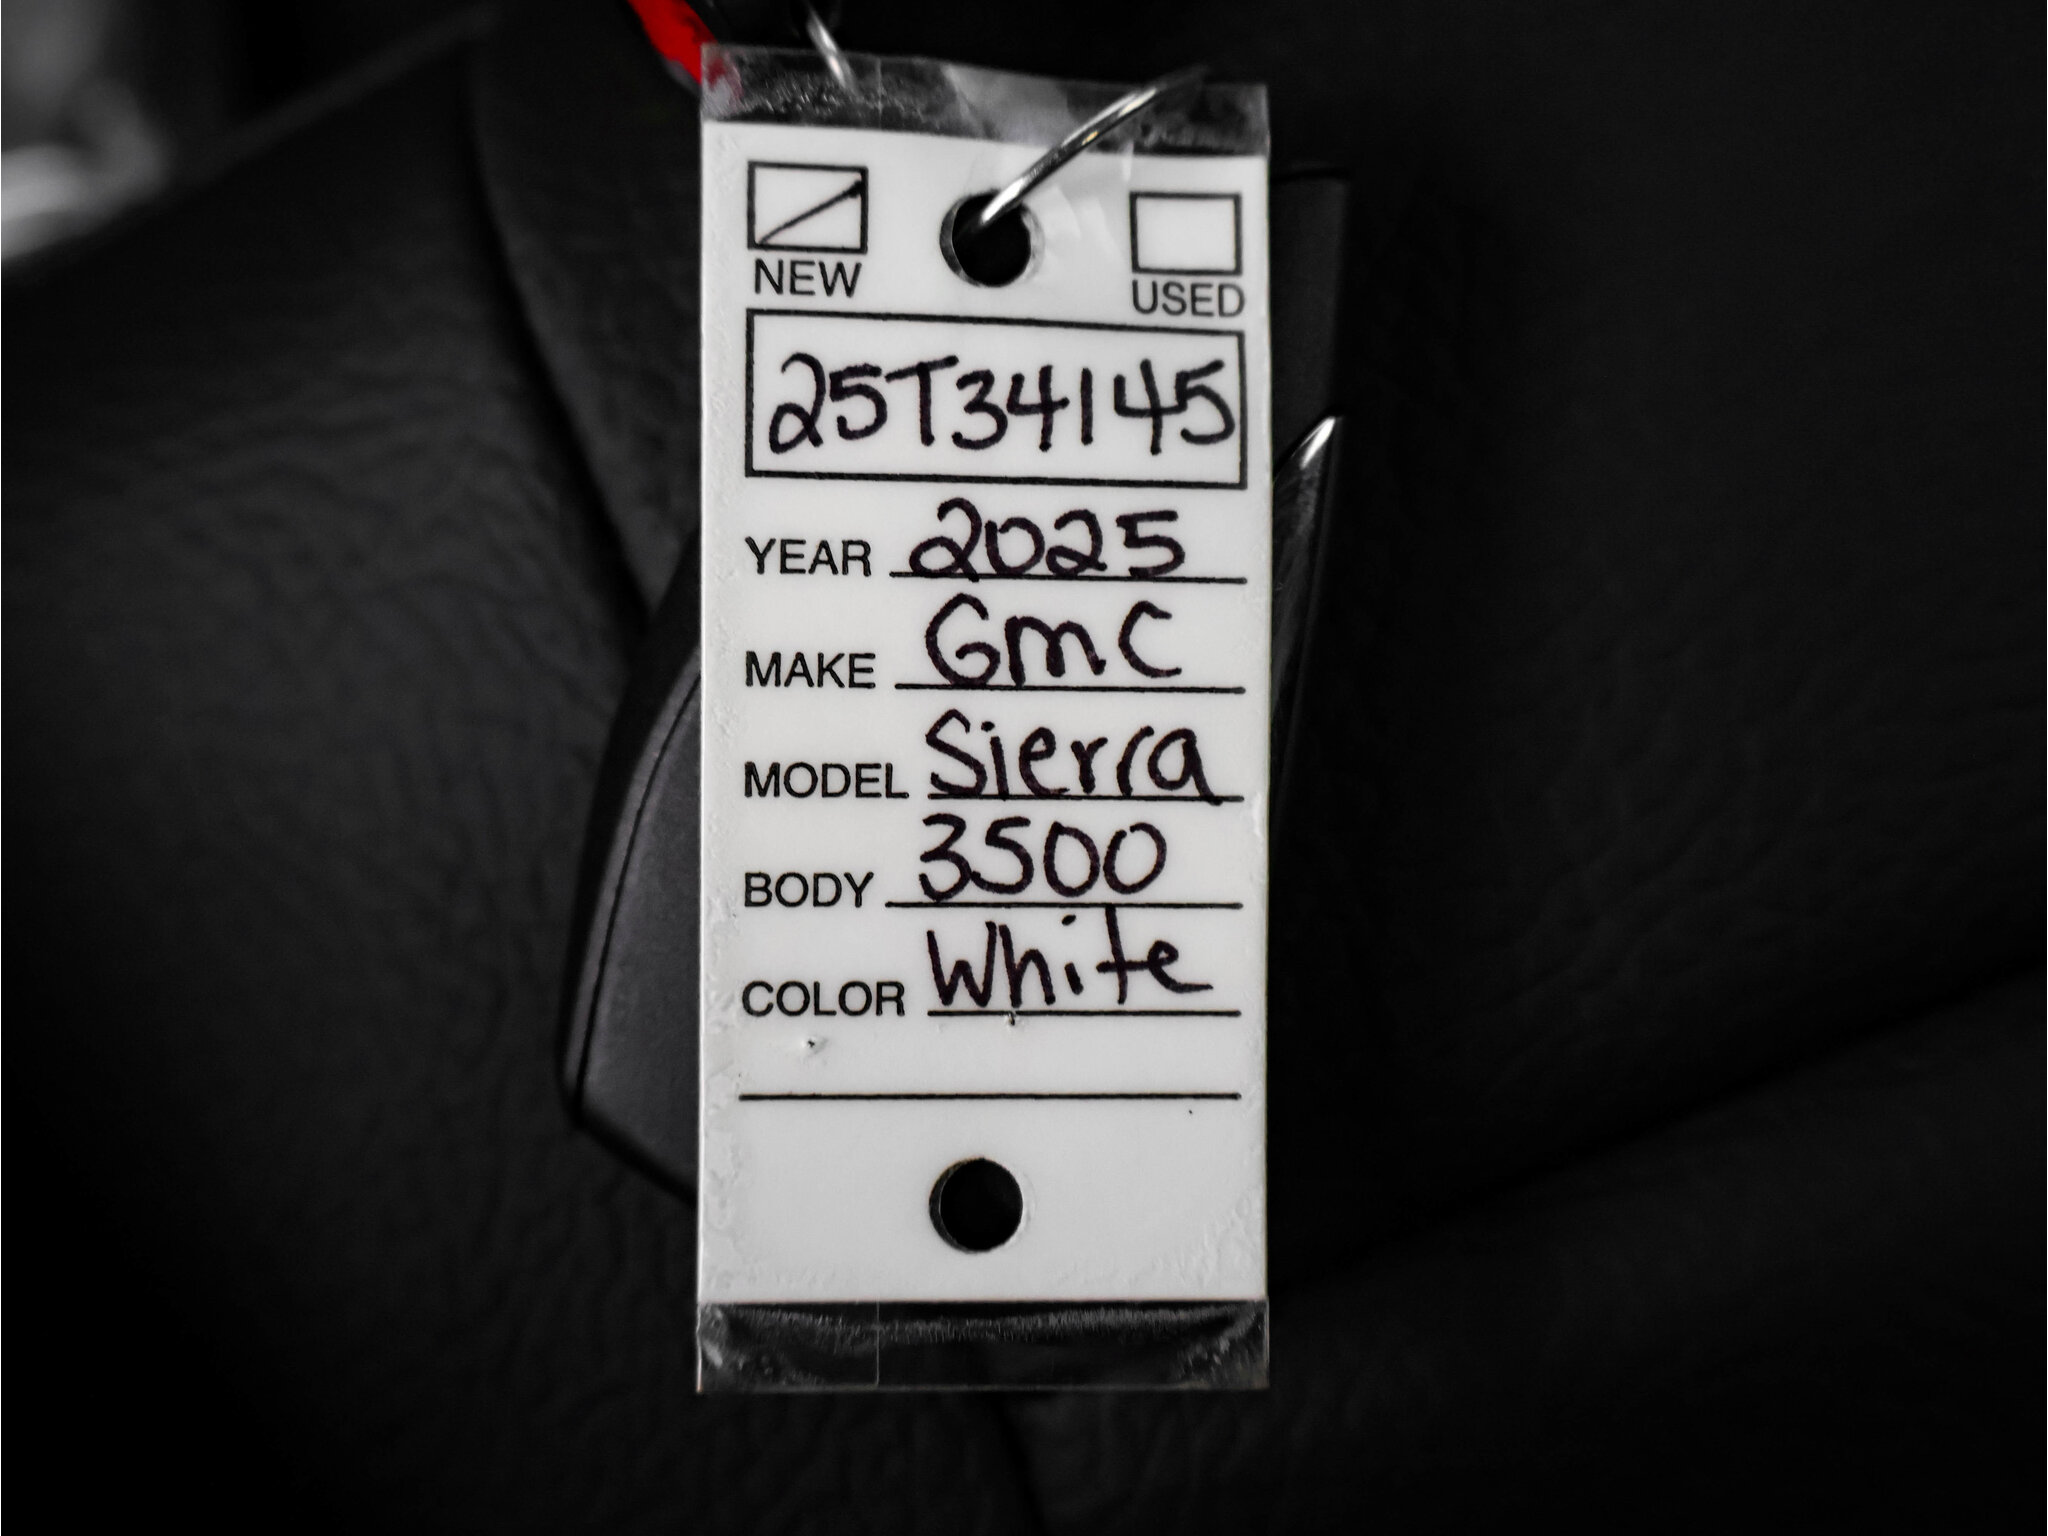 NEW USED
25T34145
YEAR 2025
MAKE GMC
MODEL Sierra
BODY 3500
COLOR White